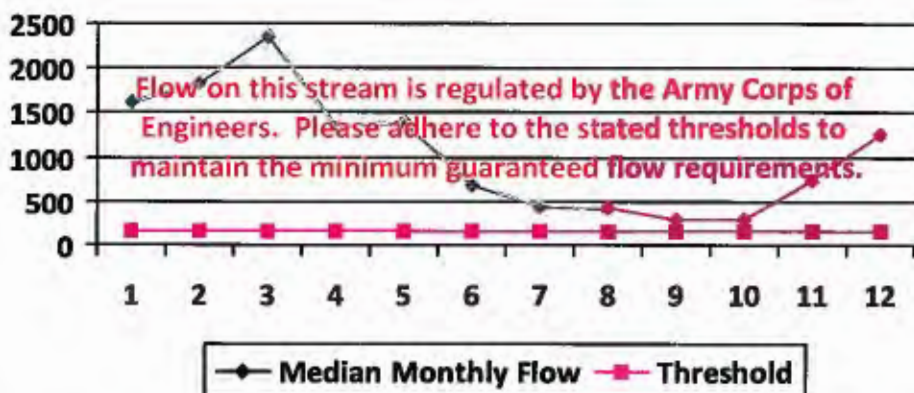 2500
2000
1500
1000
500
0
Flow on this stream is regulated by the Army Corps of
Engineers. Please adhere to the stated thresholds to
maintain the minimum guaranteed flow requirements.
1 2 3 4 5 6 7 8 9 10 11 12
Median Monthly Flow Threshold